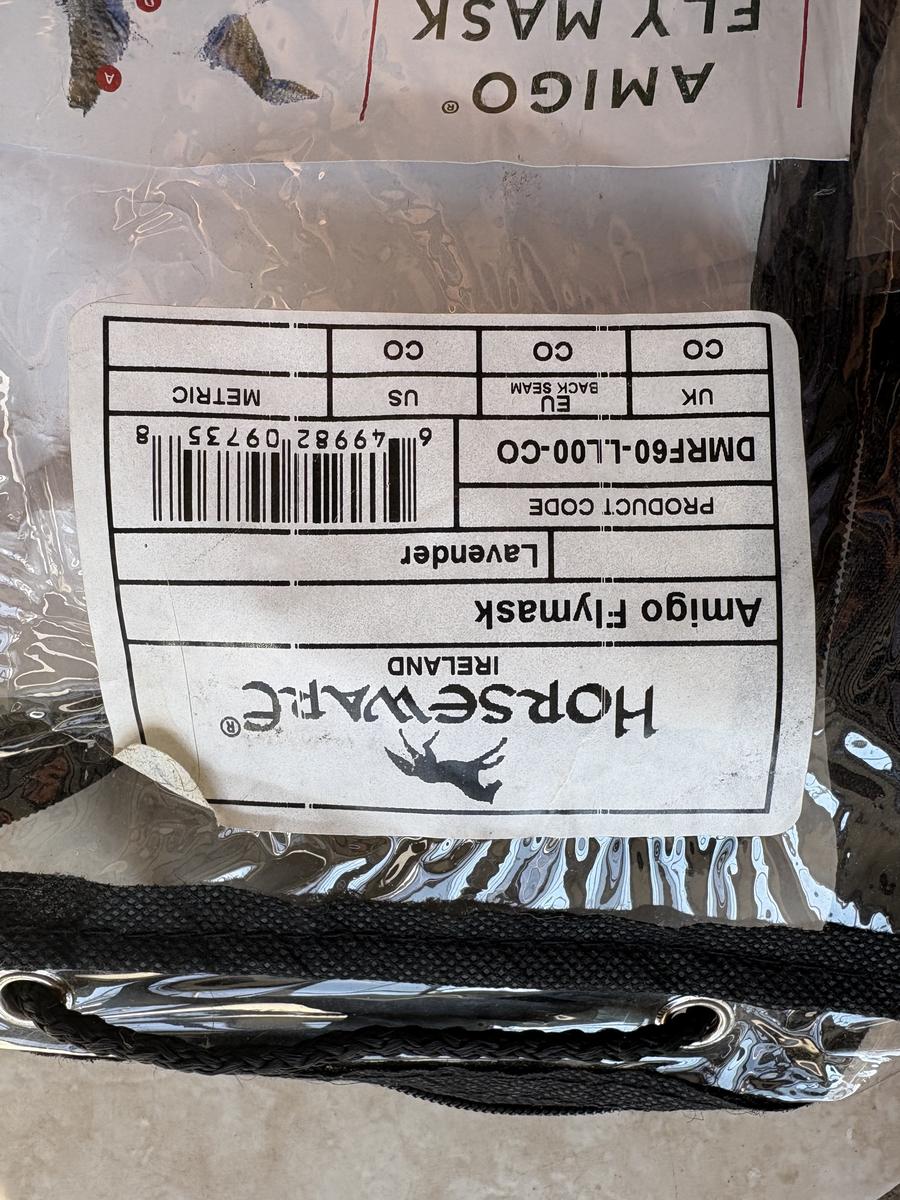 HORSEWARE®
IRELAND
Amigo Flymask
Lavender
PRODUCT CODE
DMRF60-LL00-CO
6 49982 09735 8
UK EU BACK SEAM US METRIC
CO CO CO
AMIGO®
FLY MASK
A